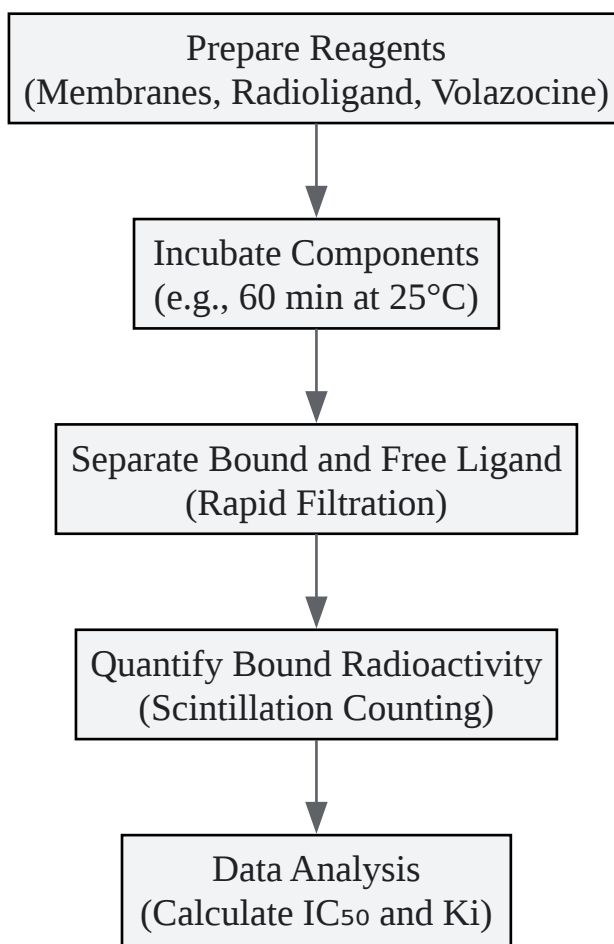 Prepare Reagents
(Membranes, Radioligand, Volazocine)
Incubate Components
(e.g., 60 min at 25°C)
Separate Bound and Free Ligand
(Rapid Filtration)
Quantify Bound Radioactivity
(Scintillation Counting)
Data Analysis
(Calculate IC₅₀ and Ki)